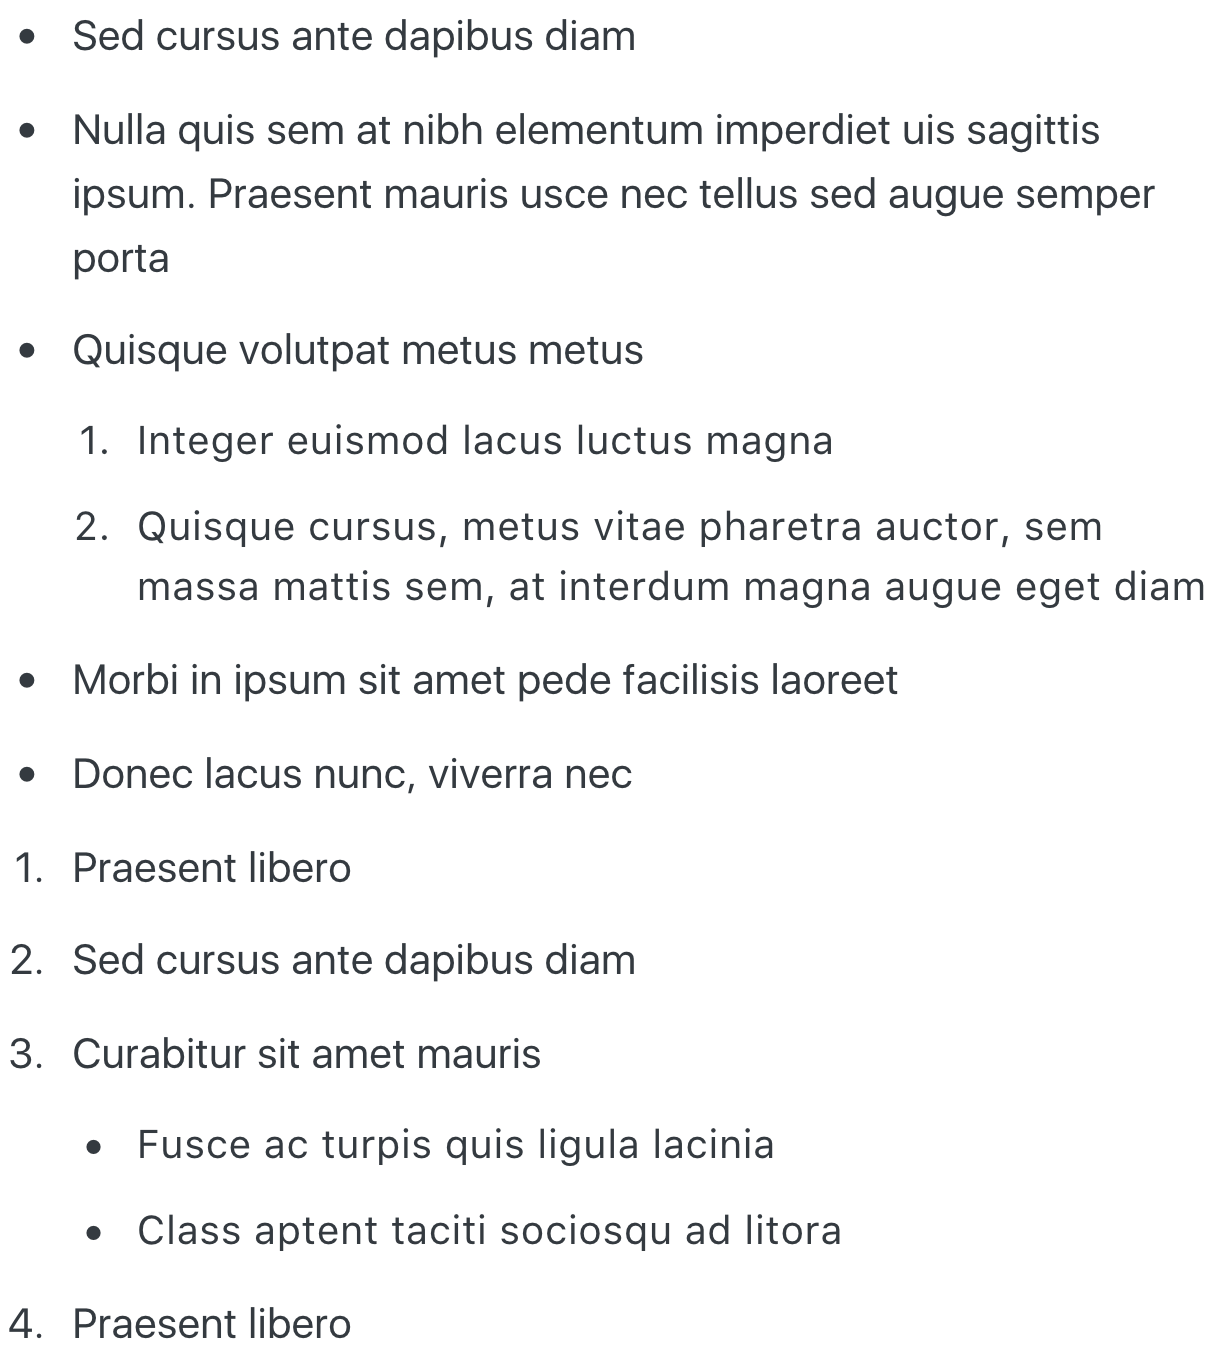 • Sed cursus ante dapibus diam
• Nulla quis sem at nibh elementum imperdiet uis sagittis
ipsum. Praesent mauris usce nec tellus sed augue semper
porta
• Quisque volutpat metus metus
1. Integer euismod lacus luctus magna
2. Quisque cursus, metus vitae pharetra auctor, sem
massa mattis sem, at interdum magna augue eget diam
• Morbi in ipsum sit amet pede facilisis laoreet
• Donec lacus nunc, viverra nec
1. Praesent libero
2. Sed cursus ante dapibus diam
3. Curabitur sit amet mauris
• Fusce ac turpis quis ligula lacinia
• Class aptent taciti sociosqu ad litora
4. Praesent libero